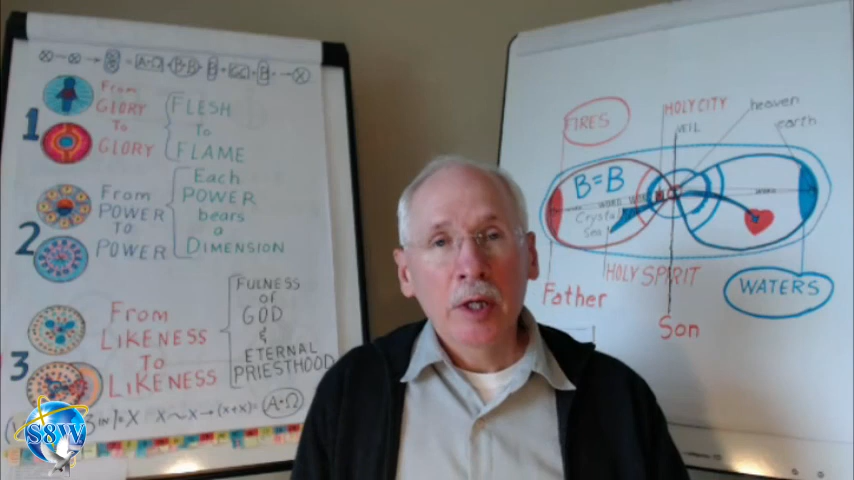 1
From
GLORY
To
GLORY
FLESH
To
FLAME
2
From
POWER
TO
POWER
Each
POWER
bears
a
DIMENSION
3
From
LIKENESS
To
LIKENESS
FULNESS
of
GOD
&
ETERNAL
PRIESTHOOD
A·Ω
S8W
FIRES
HOLY CITY
VEIL
heaven
earth
B=B
Crystal
Sea
HOLY SPIRIT
Father
Son
WATERS